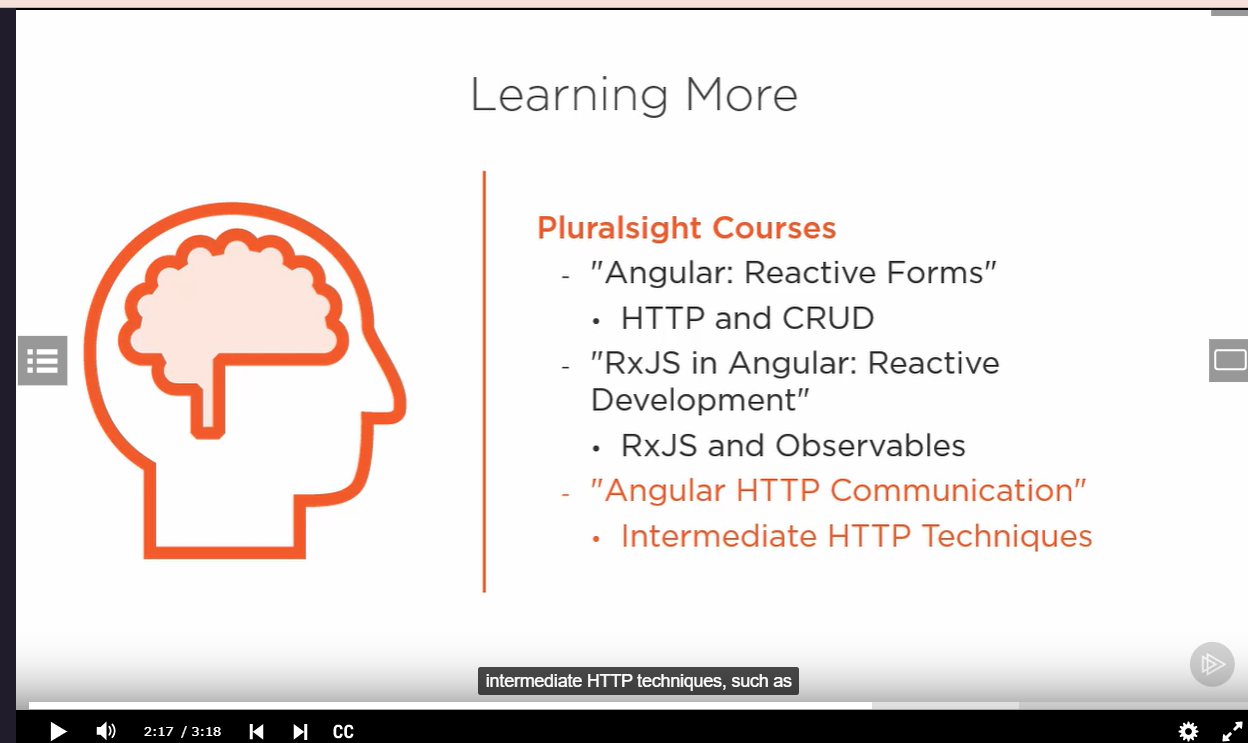 Learning More
Pluralsight Courses
- "Angular: Reactive Forms"
• HTTP and CRUD
- "RxJS in Angular: Reactive
Development"
• RxJS and Observables
- "Angular HTTP Communication"
• Intermediate HTTP Techniques
intermediate HTTP techniques, such as
2:17 / 3:18 CC